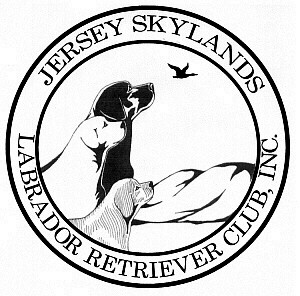 JERSEY SKYLANDS
LABRADOR RETRIEVER CLUB, INC.